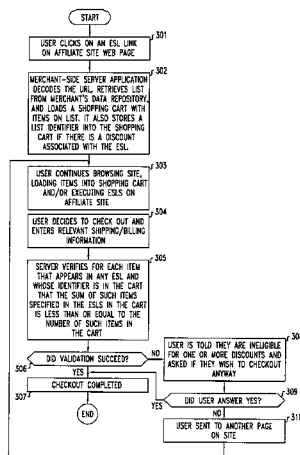 START
301
USER CLICKS ON AN ESL LINK
ON AFFILIATE SITE WEB PAGE
302
MERCHANT-SIDE SERVER APPLICATION
DECODES THE URL, RETRIEVES LIST
FROM MERCHANT'S DATA REPOSITORY,
AND LOADS A SHOPPING CART WITH
ITEMS ON LIST. IT ALSO STORES A
LIST IDENTIFIER INTO THE SHOPPING
CART IF THERE IS A DISCOUNT
ASSOCIATED WITH THE ESL.
303
USER CONTINUES BROWSING SITE,
LOADING ITEMS INTO SHOPPING CART
AND/OR EXECUTING ESLS ON
AFFILIATE SITE
304
USER DECIDES TO CHECK OUT AND
ENTERS RELEVANT SHIPPING/BILLING
INFORMATION
305
SERVER VERIFIES FOR EACH ITEM
THAT APPEARS IN ANY ESL AND
WHOSE IDENTIFIER IS IN THE CART
THAT THE SUM OF SUCH ITEMS
SPECIFIED IN THE ESLS IN THE CART
IS LESS THAN OR EQUAL TO THE
NUMBER OF SUCH ITEMS IN
THE CART
DID VALIDATION SUCCEED?
NO
306
YES
307
CHECKOUT COMPLETED
END
USER IS TOLD THEY ARE INELIGIBLE
FOR ONE OR MORE DISCOUNTS AND
ASKED IF THEY WISH TO CHECKOUT
ANYWAY
309
YES
DID USER ANSWER YES?
NO
USER SENT TO ANOTHER PAGE
ON SITE